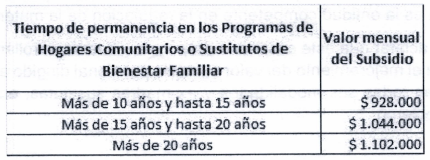 Tiempo de permanencia en los Programas de
Hogares Comunitarios o Sustitutos de
Bienestar Familiar
Valor mensual
del Subsidio
Más de 10 años y hasta 15 años $928.000
Más de 15 años y hasta 20 años $1.044.000
Más de 20 años $1.102.000